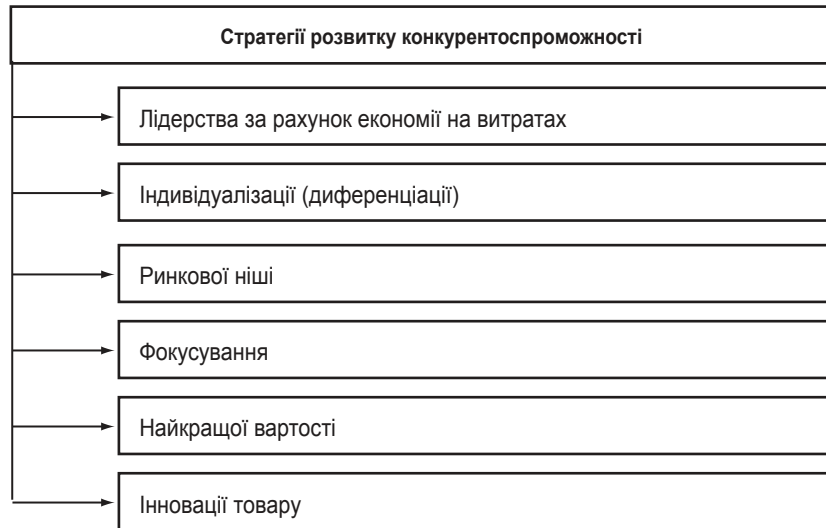 Стратегії розвитку конкурентоспроможності
Лідерства за рахунок економії на витратах
Індивідуалізації (диференціації)
Ринкової ніші
Фокусування
Найкращої вартості
Інновації товару